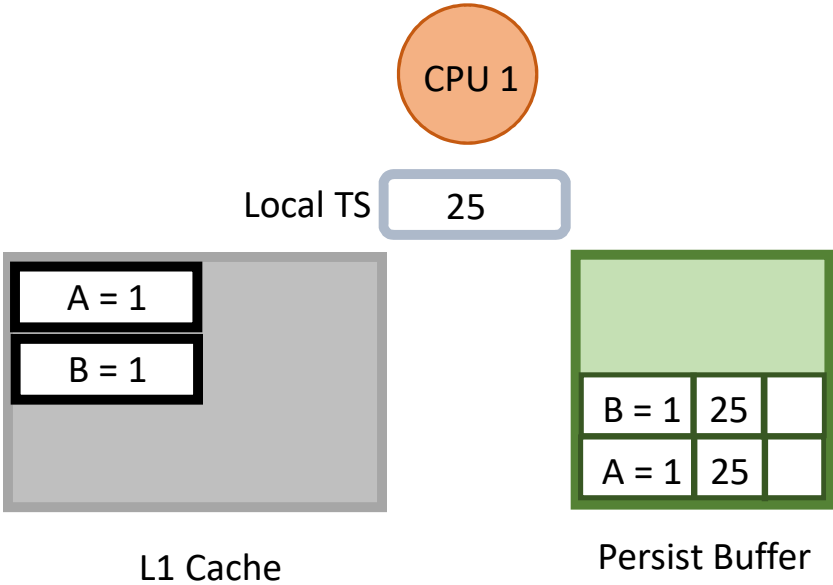 CPU 1
Local TS 25
A = 1
B = 1
B = 1 25
A = 1 25
L1 Cache
Persist Buffer